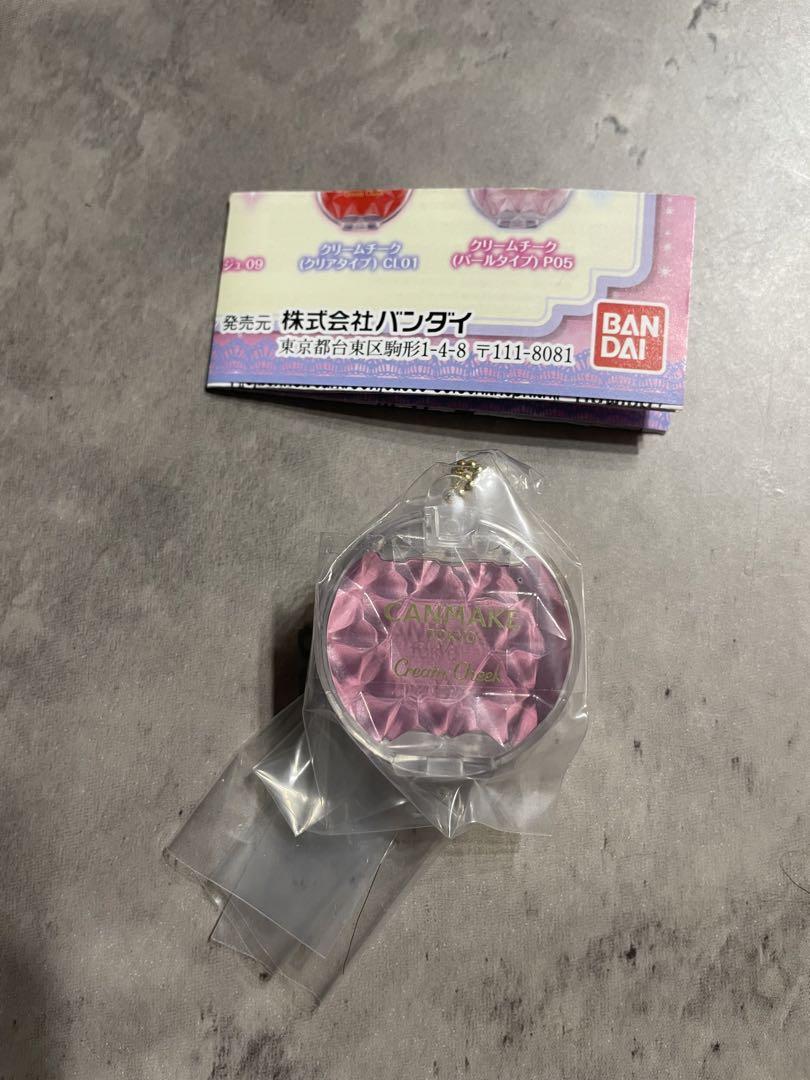 ジュ 09
クリームチーク
(クリアタイプ) CL01
クリームチーク
(パールタイプ) P05
発売元 株式会社バンダイ
東京都台東区駒形1-4-8 〒111-8081
BAN
DAI
CANMAKE
TOKYO
Cream Cheek